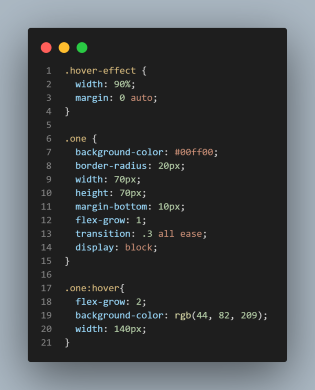 1 .hover-effect {
2   width: 90%;
3   margin: 0 auto;
4 }
5
6 .one {
7   background-color: #00ff00;
8   border-radius: 20px;
9   width: 70px;
10   height: 70px;
11   margin-bottom: 10px;
12   flex-grow: 1;
13   transition: .3 all ease;
14   display: block;
15 }
16
17 .one:hover{
18   flex-grow: 2;
19   background-color: rgb(44, 82, 209);
20   width: 140px;
21 }